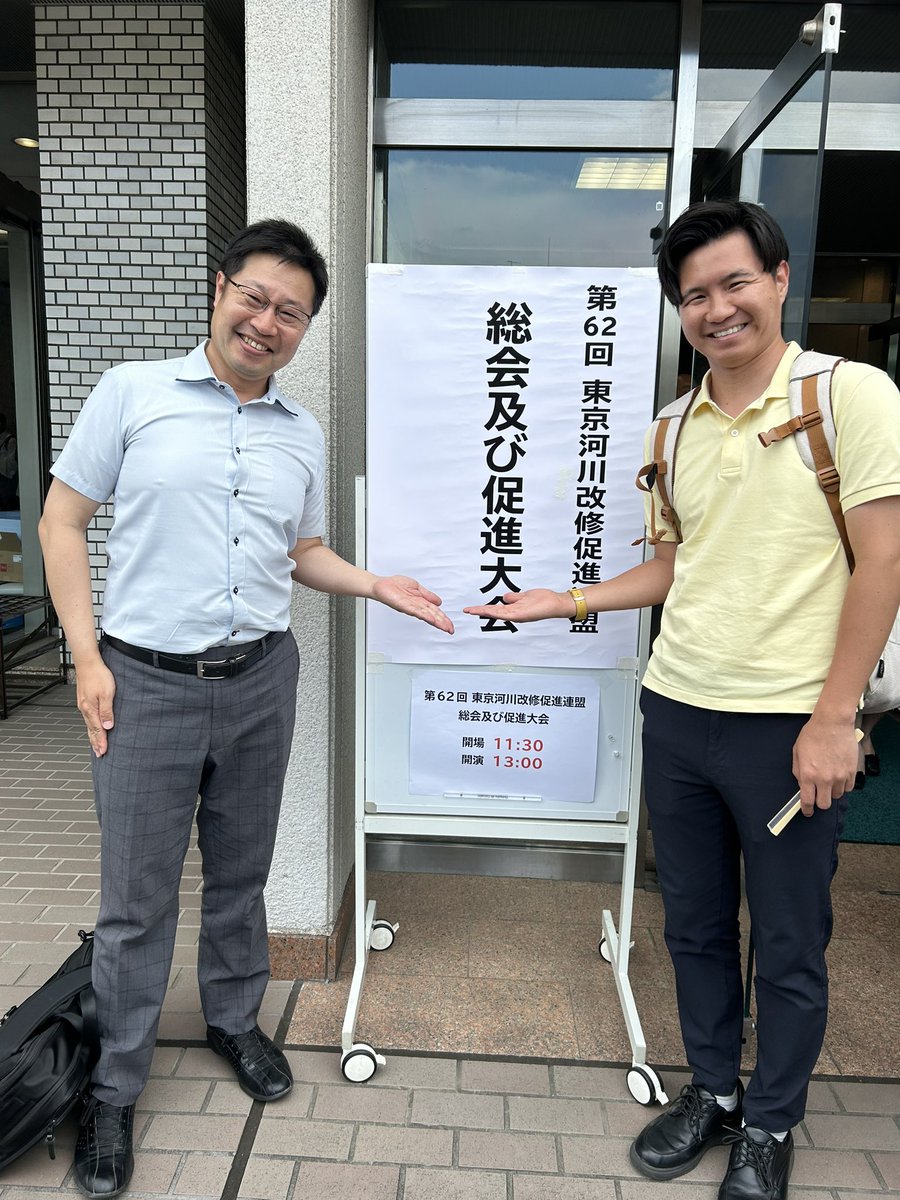 第62回 東京河川改修促進連盟
総会及び促進大会
第62回 東京河川改修促進連盟
総会及び促進大会
開場 11:30
開演 13:00